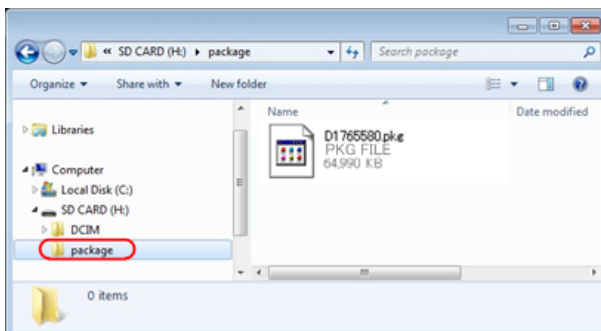 « SD CARD (H:) ▸ package
Search package
Organize ▾ Share with ▾ New folder
Name Date modified
Libraries
D1765580.pkg
PKG FILE
64,990 KB
Computer
Local Disk (C:)
SD CARD (H:)
DCIM
package
0 items